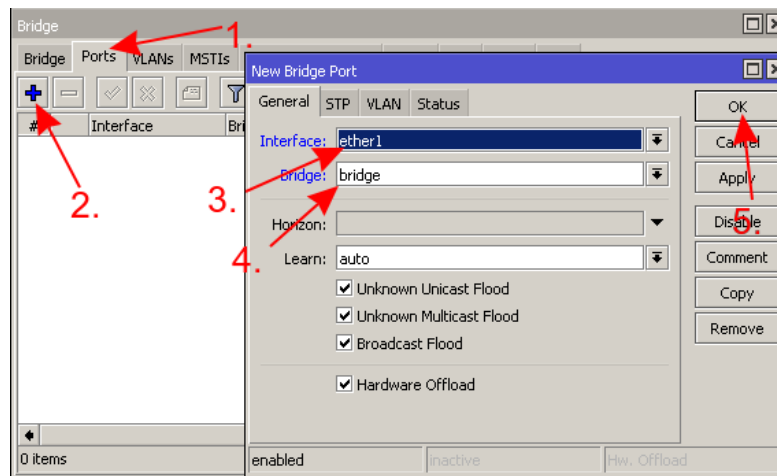 Bridge
1.
Bridge Ports VLANs MSTIs
# Interface
2.
0 items
New Bridge Port
General STP VLAN Status
Interface: ether1
3.
Bridge: bridge
Horizon:
4.
Learn: auto
Unknown Unicast Flood
Unknown Multicast Flood
Broadcast Flood
Hardware Offload
OK
Cancel
Apply
5.
Disable
Comment
Copy
Remove
enabled inactive Hw. Offload